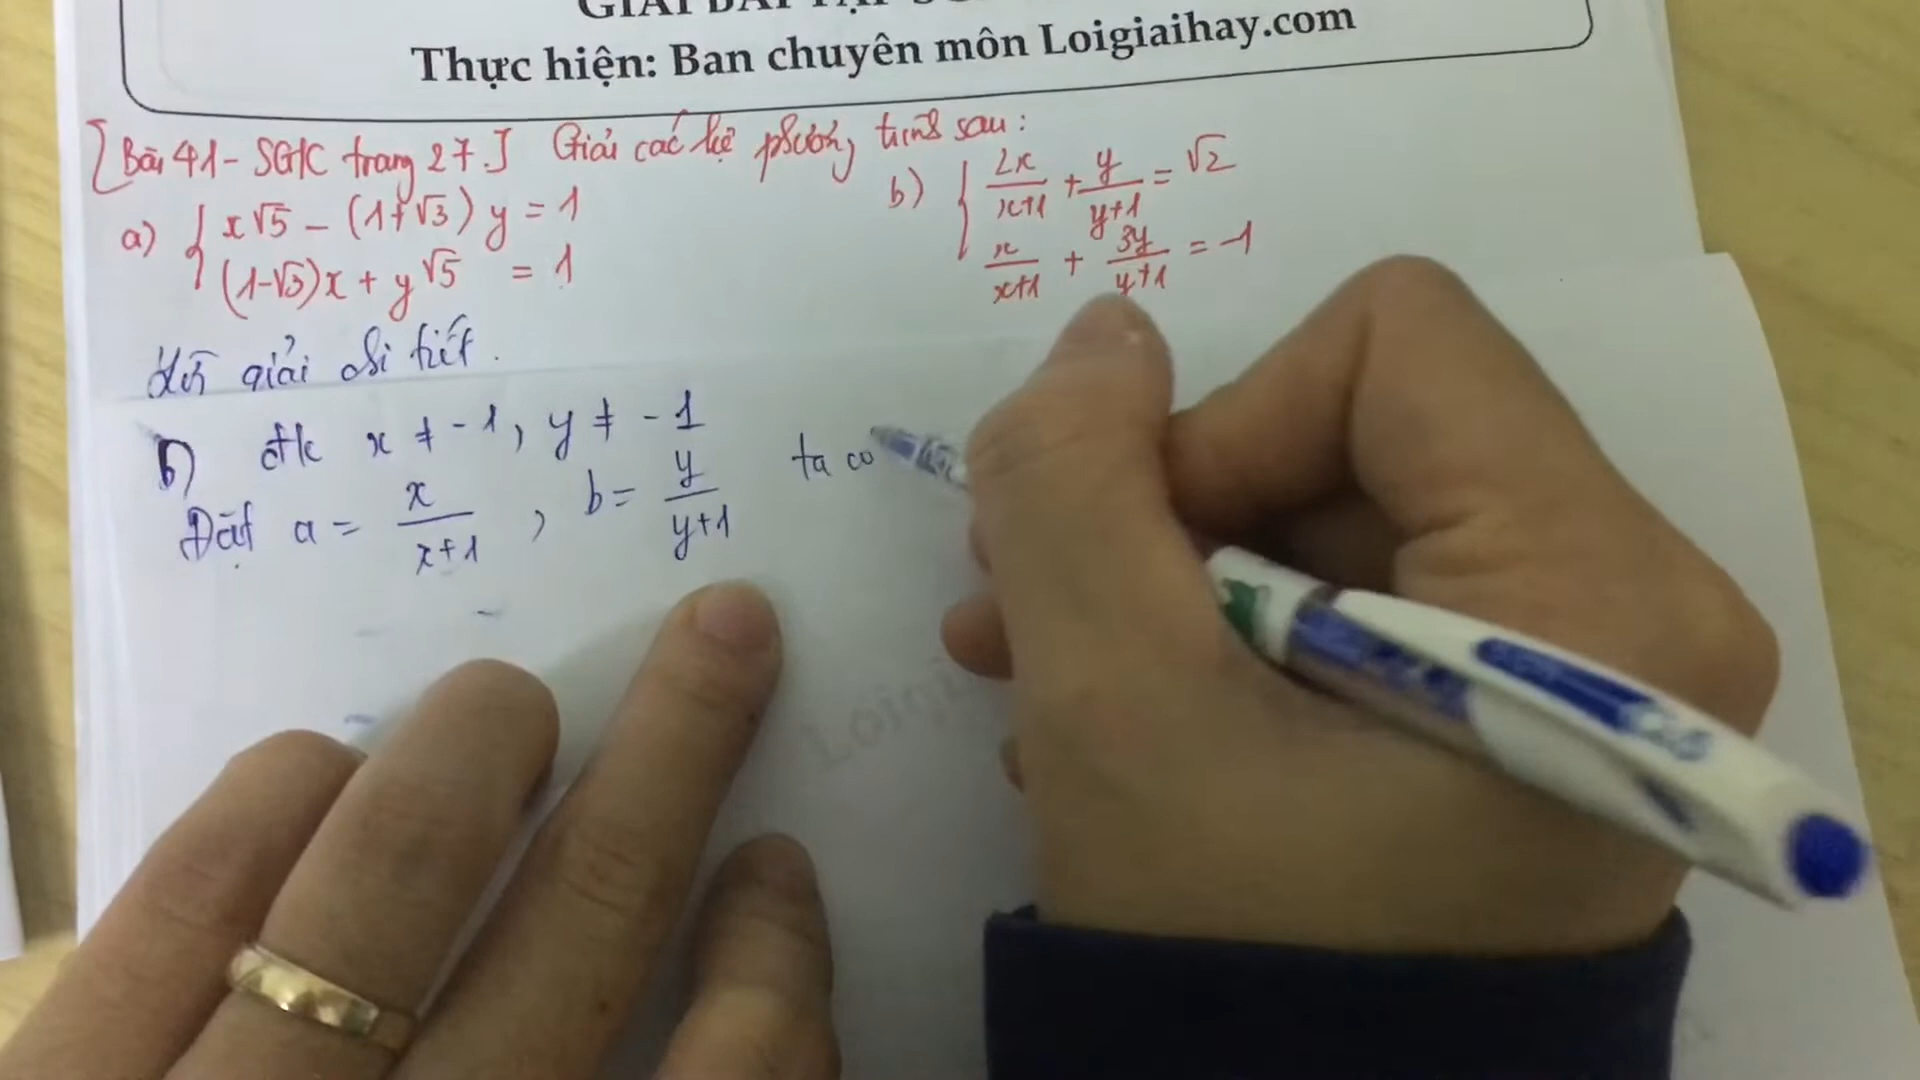 Thực hiện: Ban chuyên môn Loigiaihay.com
[Bài 41- SGK trang 27.] Giải các hệ phương trình sau:
a) { x√5 - (1+√3) y = 1
(1-√3)x + y√5 = 1
b) { 2x/x+1 + y/y+1 = √2
x/x+1 + 3y/y+1 = -1
Lời giải chi tiết.
b) đk x ≠ -1, y ≠ -1
Đặt a = x/x+1 , b = y/y+1 ta có